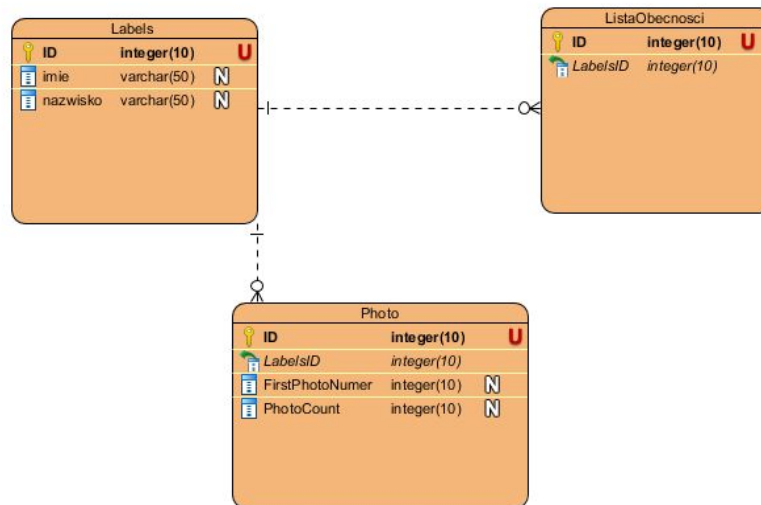 Labels
ID integer(10) U
imie varchar(50) N
nazwisko varchar(50) N
ListaObecnosci
ID integer(10) U
LabelsID integer(10)
Photo
ID integer(10) U
LabelsID integer(10)
FirstPhotoNumer integer(10) N
PhotoCount integer(10) N